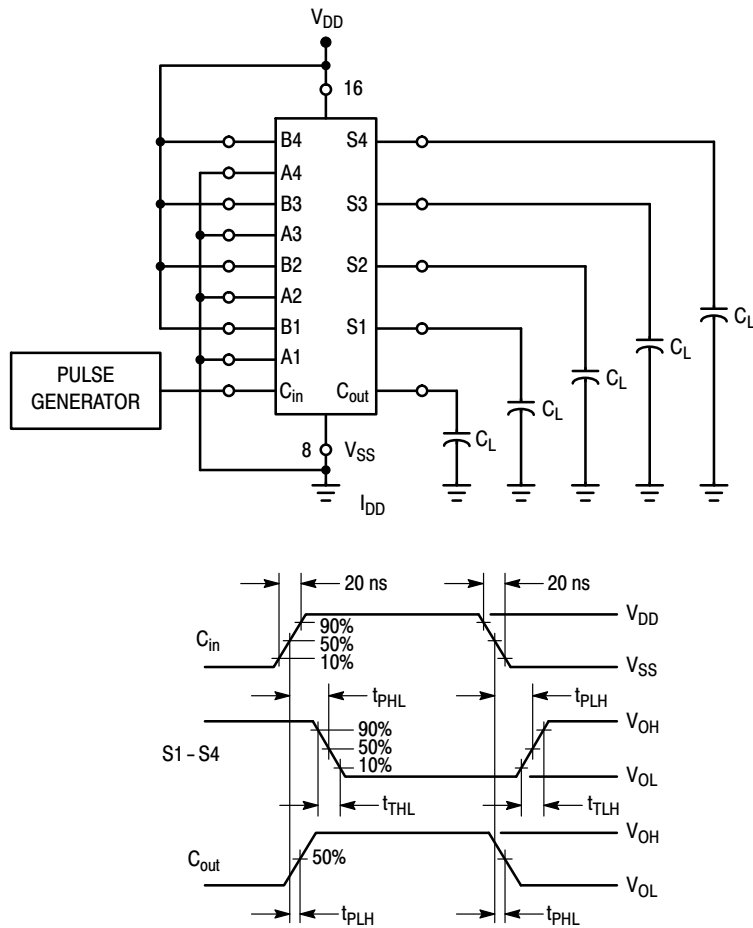 VDD
16
B4 S4
A4
B3 S3
A3
B2 S2
A2
B1 S1
A1
Cin Cout
PULSE
GENERATOR
CL
CL
CL
CL
CL
8 VSS
IDD
20 ns 20 ns
Cin
90%
50%
10%
VDD
VSS
tPHL tPLH
S1 – S4
90%
50%
10%
VOH
VOL
tTHL tTLH
Cout
50%
VOH
VOL
tPLH tPHL